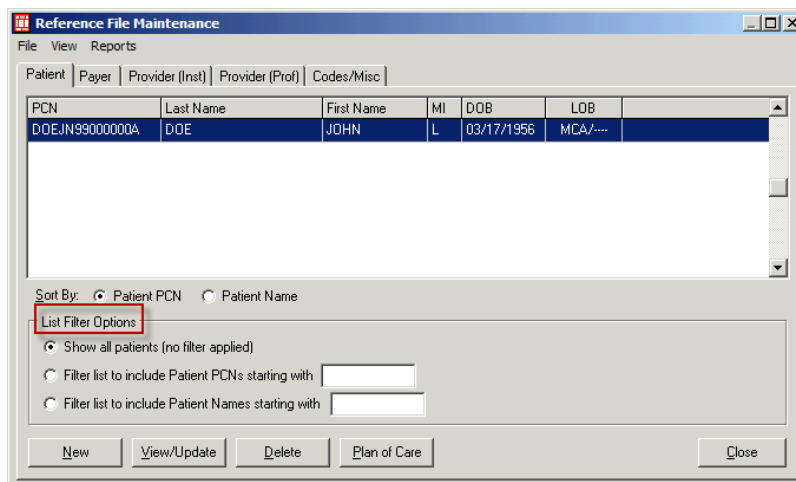 Reference File Maintenance
File View Reports
Patient Payer Provider (Inst) Provider (Prof) Codes/Misc
PCN Last Name First Name MI DOB LOB
DOEJN99000000A DOE JOHN L 03/17/1956 MCA/----
Sort By: Patient PCN Patient Name
List Filter Options
Show all patients (no filter applied)
Filter list to include Patient PCNs starting with
Filter list to include Patient Names starting with
New View/Update Delete Plan of Care Close